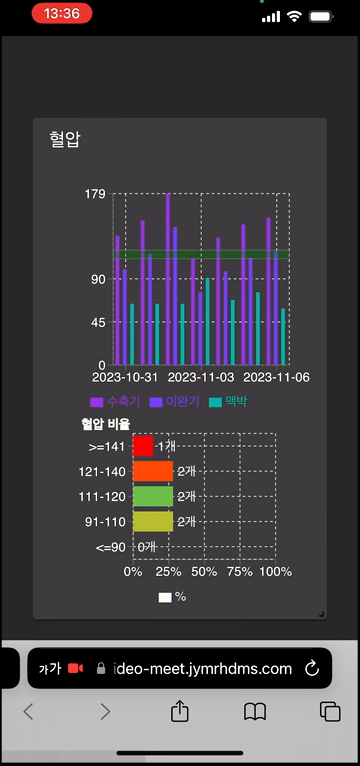 13:36
혈압
179
90
45
0
2023-10-31 2023-11-03 2023-11-06
수축기 이완기 맥박
혈압 비율
>=141 1개
121-140 2개
111-120 2개
91-110 2개
<=90 0개
0% 25% 50% 75% 100%
%
가가 ideo-meet.jymrhdms.com